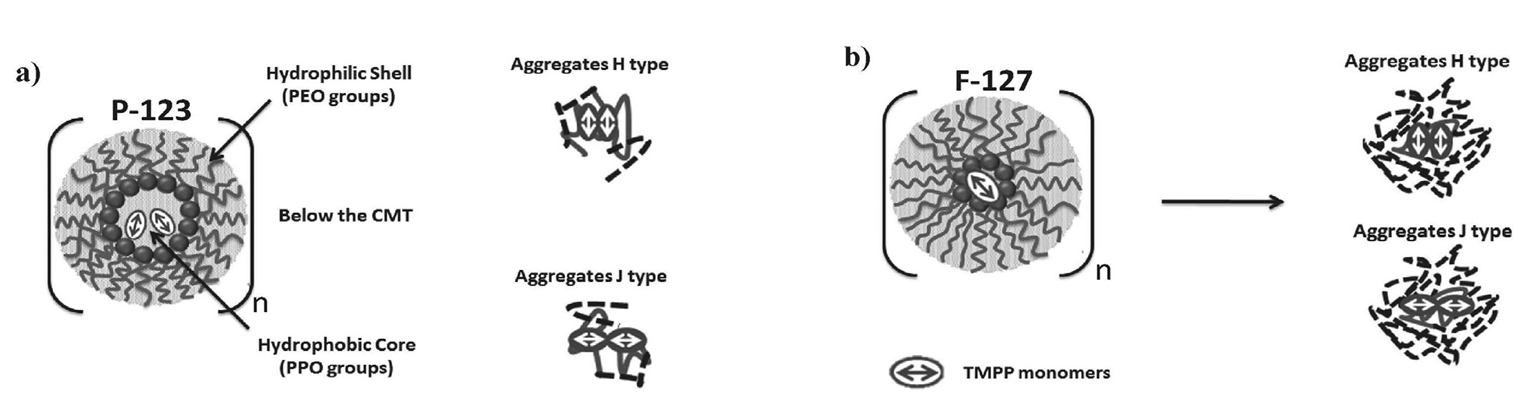 a)
Hydrophilic Shell
(PEO groups)
P-123
n
Below the CMT
Hydrophobic Core
(PPO groups)
Aggregates H type
Aggregates J type
b)
F-127
n
TMPP monomers
Aggregates H type
Aggregates J type